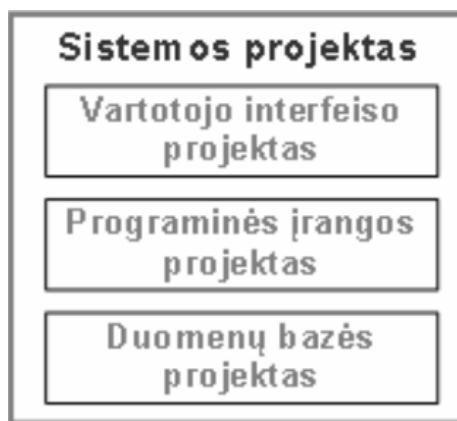 Sistemos projektas
Vartotojo interfeiso
projektas
Programinės įrangos
projektas
Duomenų bazės
projektas